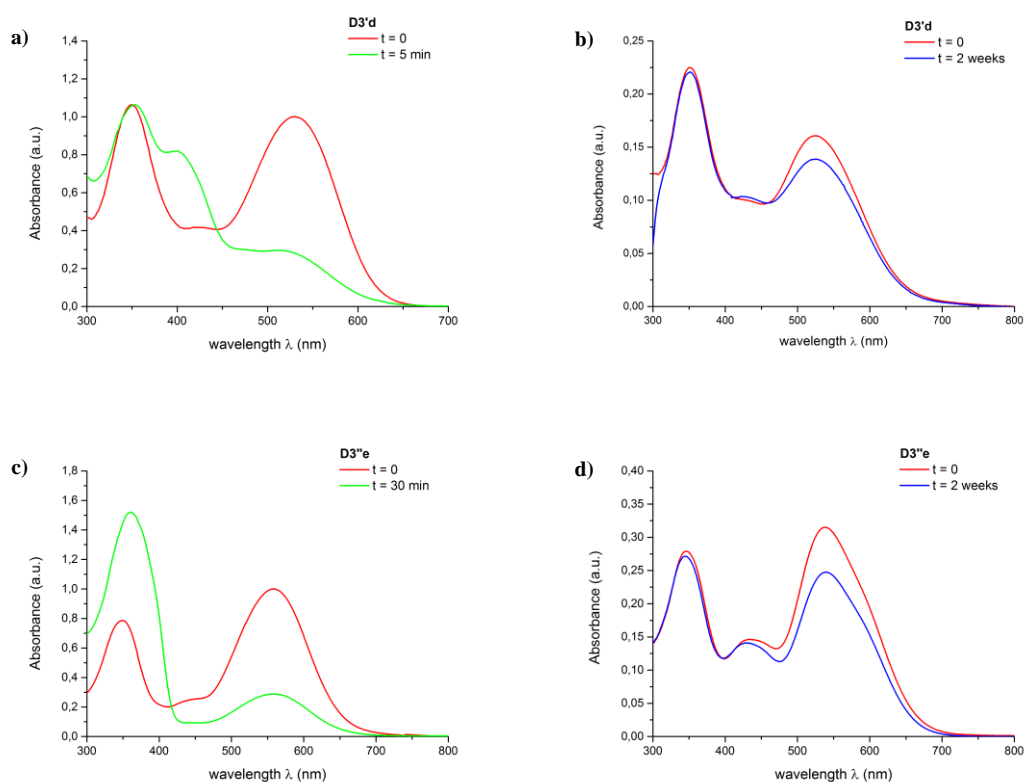 a)
D3'd
t = 0
t = 5 min
1,4
1,2
1,0
0,8
0,6
0,4
0,2
0,0
Absorbance (a.u.)
300 400 500 600 700
wavelength λ (nm)
b)
D3'd
t = 0
t = 2 weeks
0,25
0,20
0,15
0,10
0,05
0,00
Absorbance (a.u.)
300 400 500 600 700 800
wavelength λ (nm)
c)
D3"e
t = 0
t = 30 min
1,8
1,6
1,4
1,2
1,0
0,8
0,6
0,4
0,2
0,0
Absorbance (a.u.)
300 400 500 600 700 800
wavelength λ (nm)
d)
D3"e
t = 0
t = 2 weeks
0,40
0,35
0,30
0,25
0,20
0,15
0,10
0,05
0,00
Absorbance (a.u.)
300 400 500 600 700 800
wavelength λ (nm)